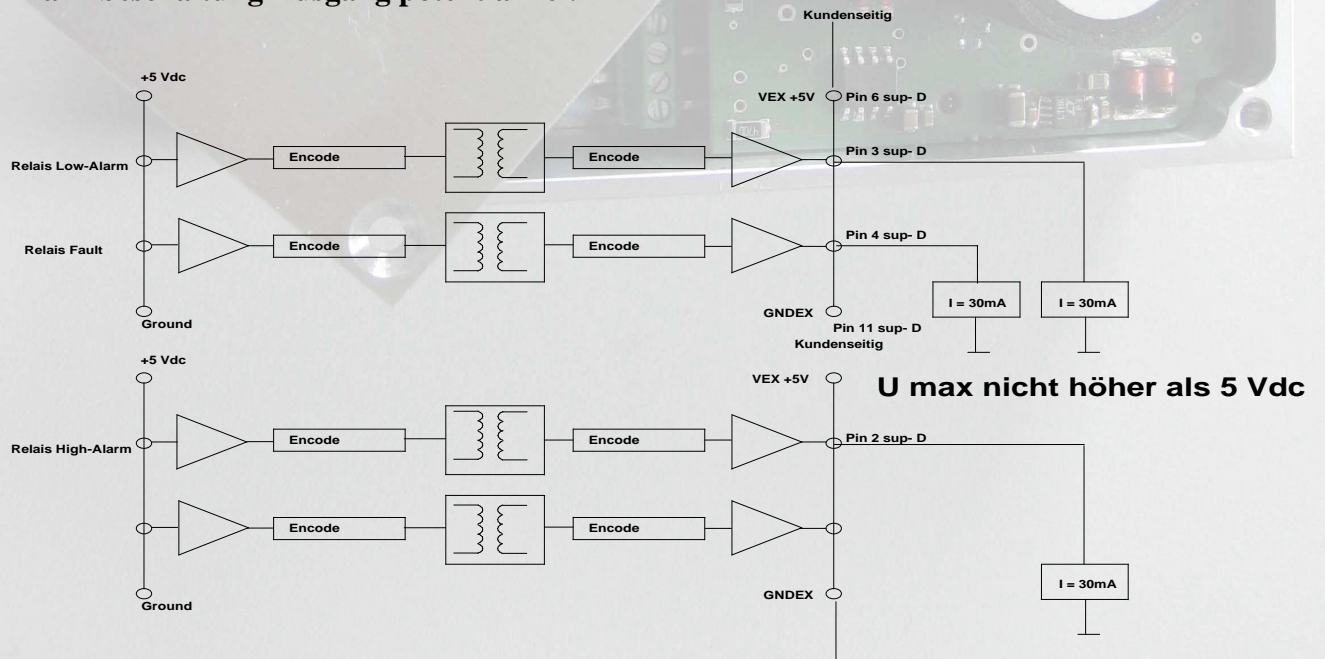 Kundenseitig
+5 Vdc
VEX +5V Pin 6 sup- D
Relais Low-Alarm Encode Encode Pin 3 sup- D
Relais Fault Encode Encode Pin 4 sup- D
I = 30mA I = 30mA
Ground GNDEX Pin 11 sup- D
Kundenseitig
+5 Vdc VEX +5V
U max nicht höher als 5 Vdc
Relais High-Alarm Encode Encode Pin 2 sup- D
Encode Encode
I = 30mA
Ground GNDEX